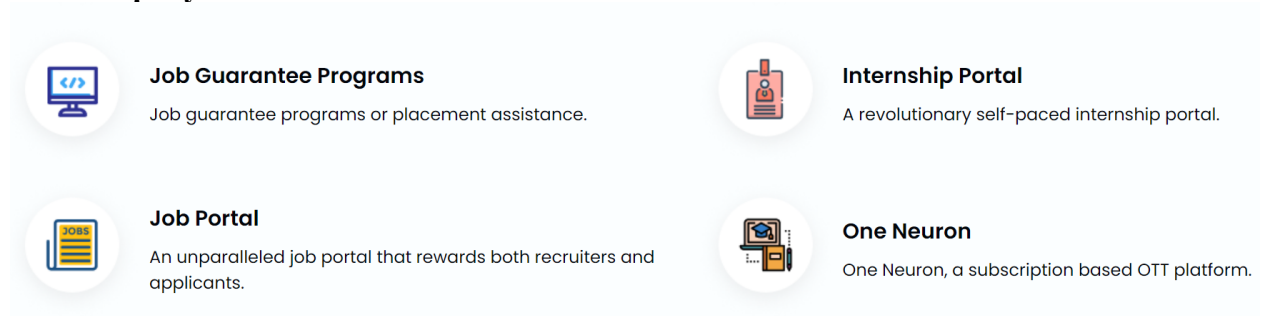 Job Guarantee Programs
Job guarantee programs or placement assistance.
Internship Portal
A revolutionary self-paced internship portal.
JOBS
Job Portal
An unparalleled job portal that rewards both recruiters and
applicants.
One Neuron
One Neuron, a subscription based OTT platform.